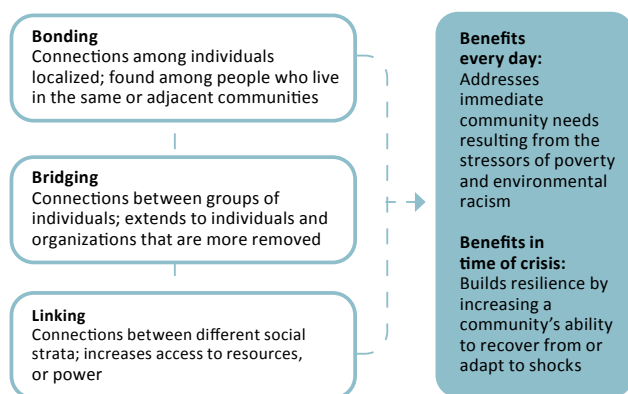 Bonding
Connections among individuals
localized; found among people who live
in the same or adjacent communities
Bridging
Connections between groups of
individuals; extends to individuals and
organizations that are more removed
Linking
Connections between different social
strata; increases access to resources,
or power
Benefits
every day:
Addresses
immediate
community needs
resulting from the
stressors of poverty
and environmental
racism
Benefits in
time of crisis:
Builds resilience by
increasing a
community’s ability
to recover from or
adapt to shocks